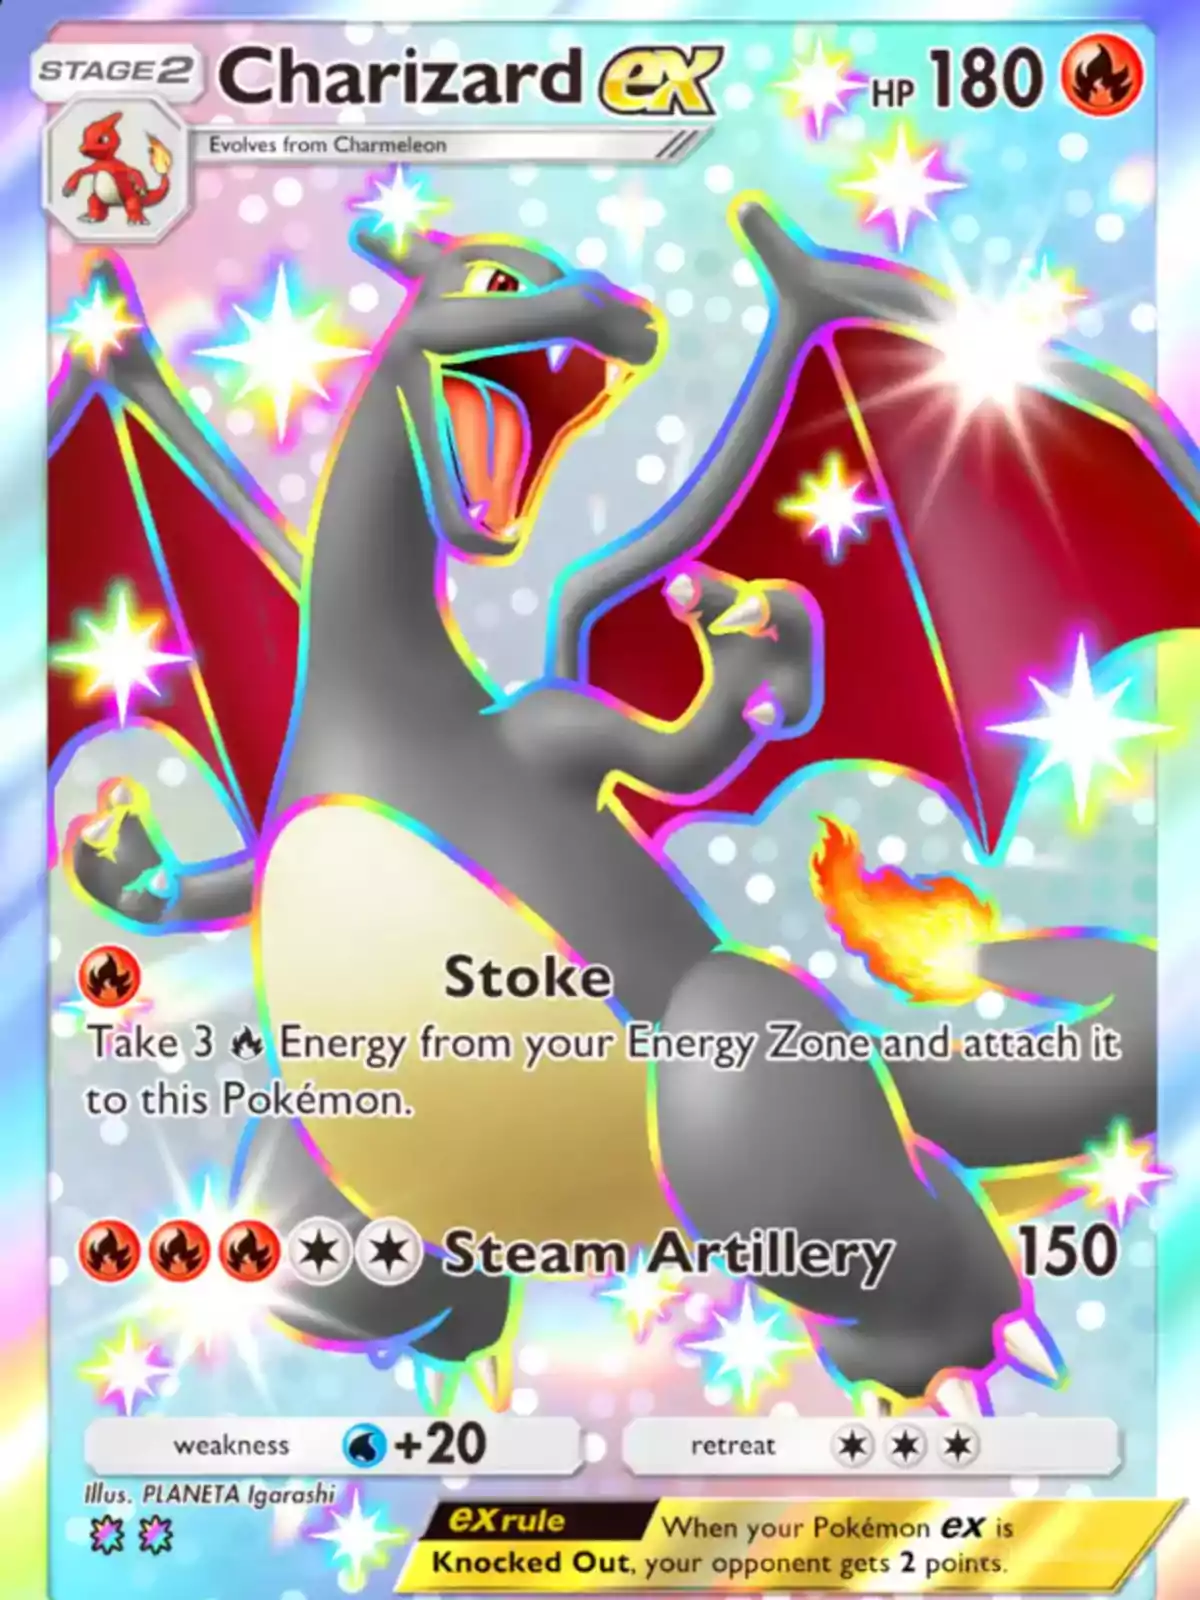 STAGE2
Charizard ex
HP 180
Evolves from Charmeleon
Stoke
Take 3 Energy from your Energy Zone and attach it
to this Pokémon.
Steam Artillery 150
weakness +20
retreat
Illus. PLANETA Igarashi
ex rule
When your Pokémon ex is
Knocked Out, your opponent gets 2 points.